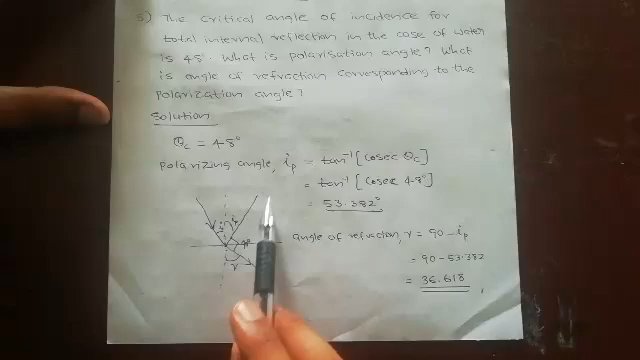 5) The critical angle of incidence for
total internal reflection in the case of water
is 48°. What is polarisation angle? What
is angle of refraction corresponding to the
polarization angle?
Solution
θc = 48°
Polarizing angle, ip = tan⁻¹ [cosec θc]
= tan⁻¹ [cosec 48°]
= 53.382°
angle of refraction, r = 90 - ip
= 90 - 53.382
= 36.618